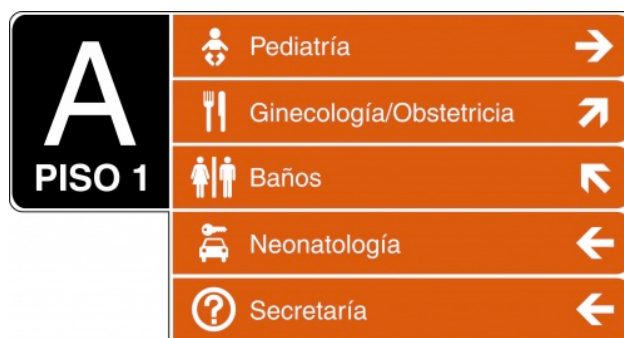 A
PISO 1
Pediatría
Ginecología/Obstetricia
Baños
Neonatología
Secretaría